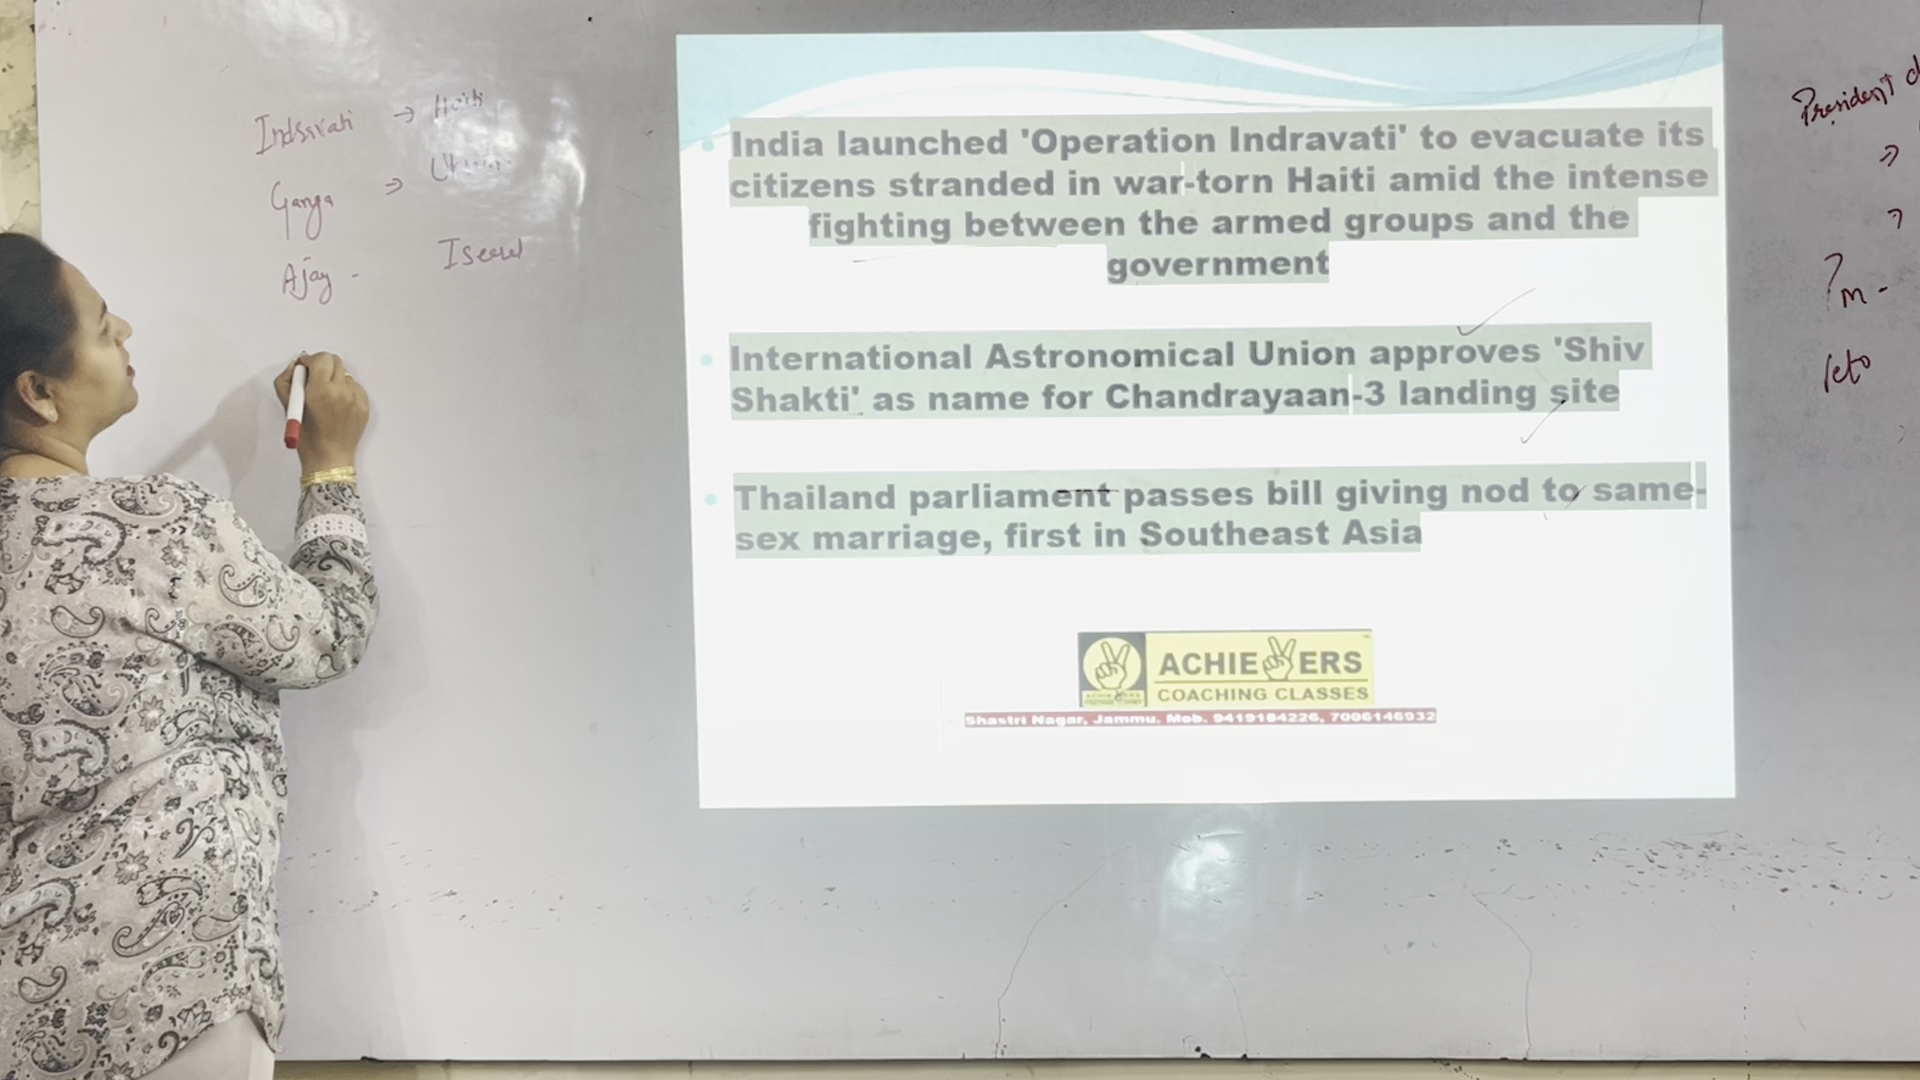 Indsravati → Haiti
Ganga ⇒
Ajay - Iseral
India launched 'Operation Indravati' to evacuate its
citizens stranded in war-torn Haiti amid the intense
fighting between the armed groups and the
government
International Astronomical Union approves 'Shiv
Shakti' as name for Chandrayaan-3 landing site
Thailand parliament passes bill giving nod to same-
sex marriage, first in Southeast Asia
ACHIEVERS
COACHING CLASSES
Shastri Nagar, Jammu. Mob. 9419184226, 7006146932
President